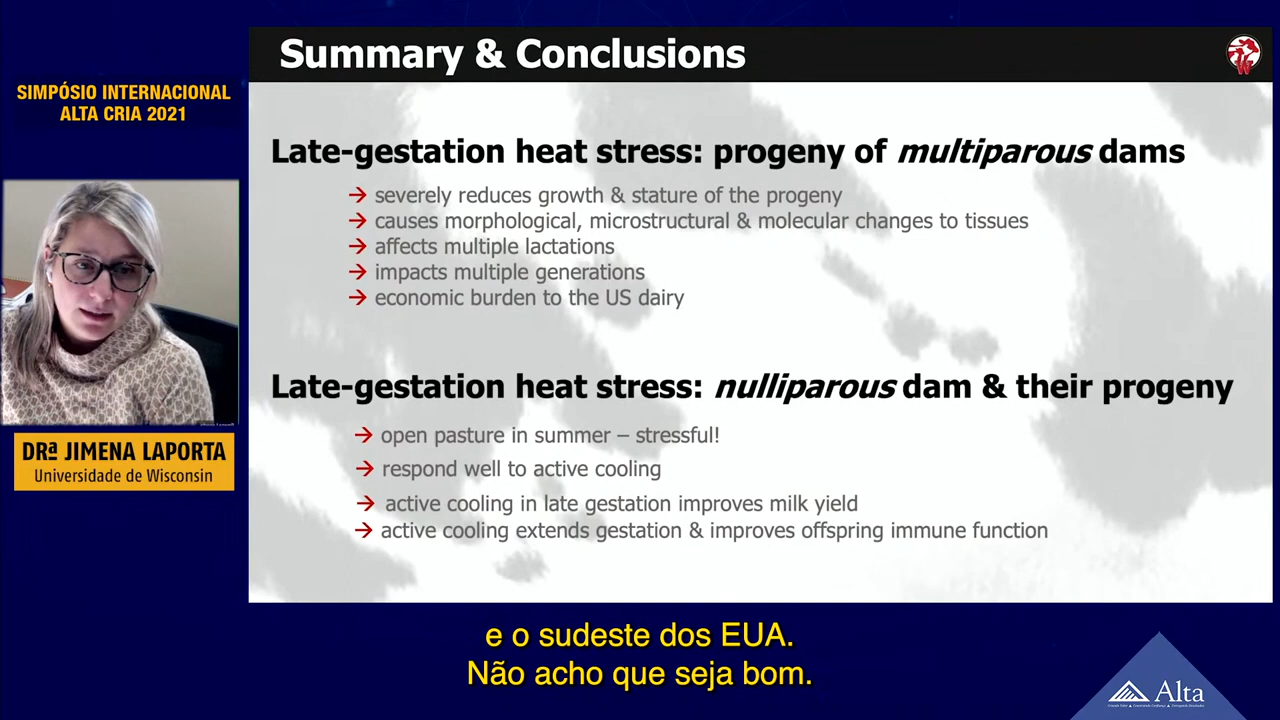 Summary & Conclusions
SIMPÓSIO INTERNACIONAL
ALTA CRIA 2021
Late-gestation heat stress: progeny of multiparous dams
→ severely reduces growth & stature of the progeny
→ causes morphological, microstructural & molecular changes to tissues
→ affects multiple lactations
→ impacts multiple generations
→ economic burden to the US dairy
Late-gestation heat stress: nulliparous dam & their progeny
→ open pasture in summer – stressful!
→ respond well to active cooling
→ active cooling in late gestation improves milk yield
→ active cooling extends gestation & improves offspring immune function
DRª JIMENA LAPORTA
Universidade de Wisconsin
e o sudeste dos EUA.
Não acho que seja bom.
Alta